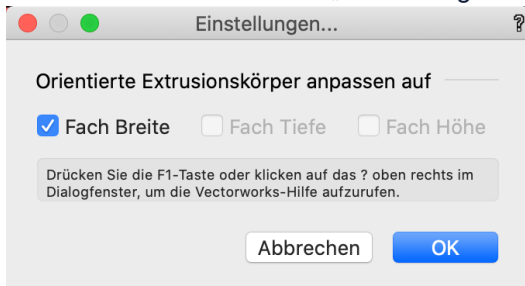 Einstellungen...
?
Orientierte Extrusionskörper anpassen auf
Fach Breite Fach Tiefe Fach Höhe
Drücken Sie die F1-Taste oder klicken auf das ? oben rechts im
Dialogfenster, um die Vectorworks-Hilfe aufzurufen.
Abbrechen OK